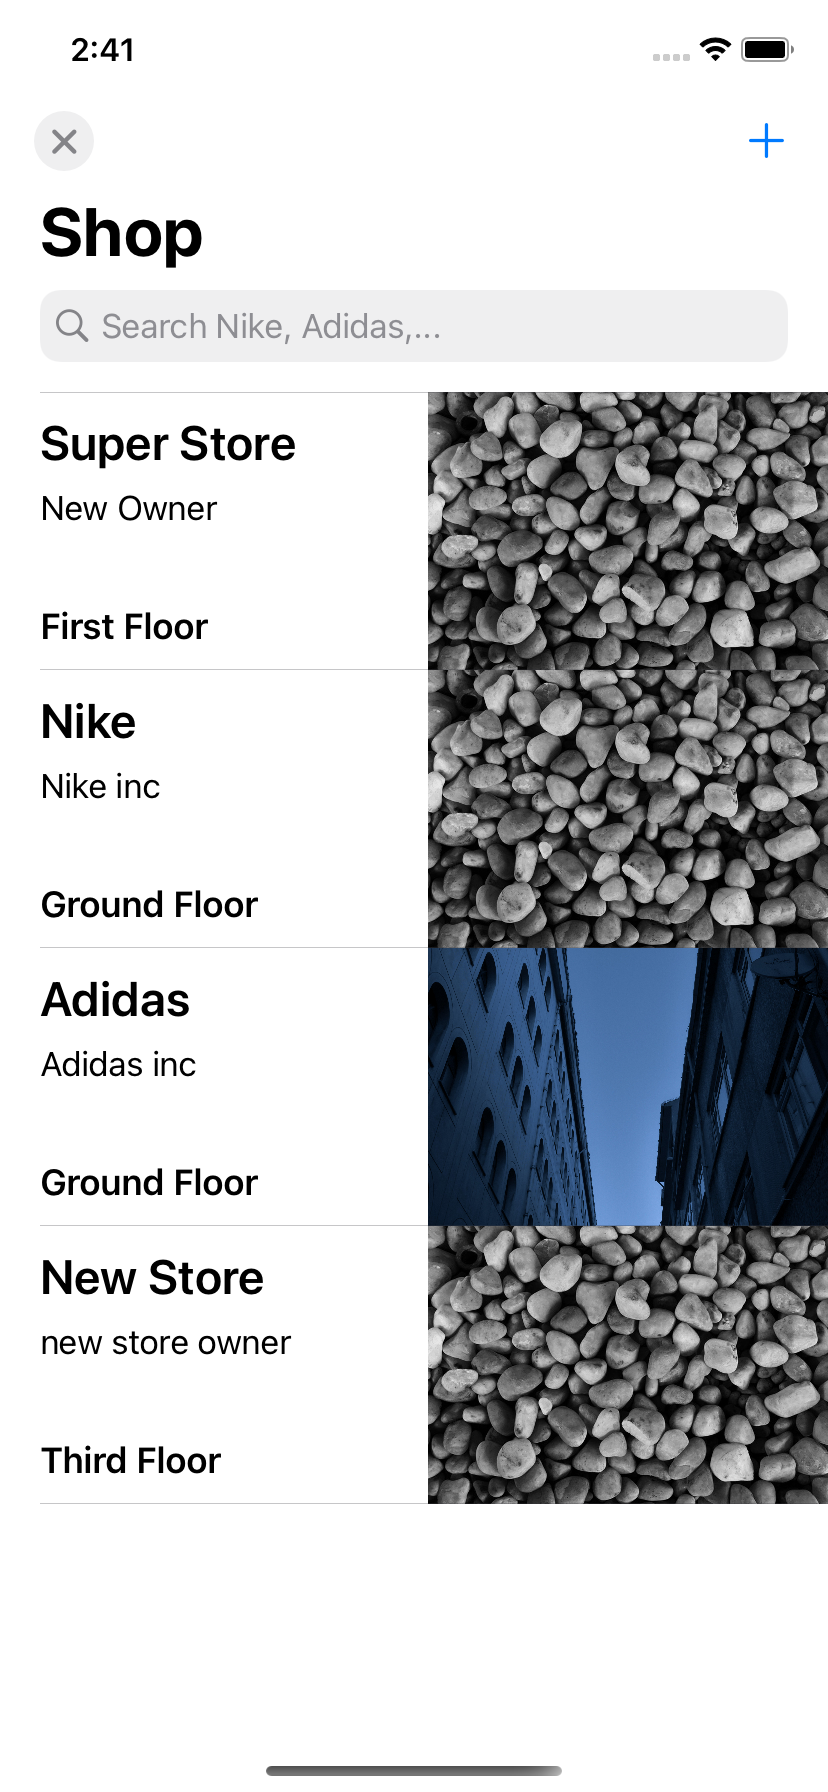 2:41
Shop
Search Nike, Adidas,...
Super Store
New Owner
First Floor
Nike
Nike inc
Ground Floor
Adidas
Adidas inc
Ground Floor
New Store
new store owner
Third Floor